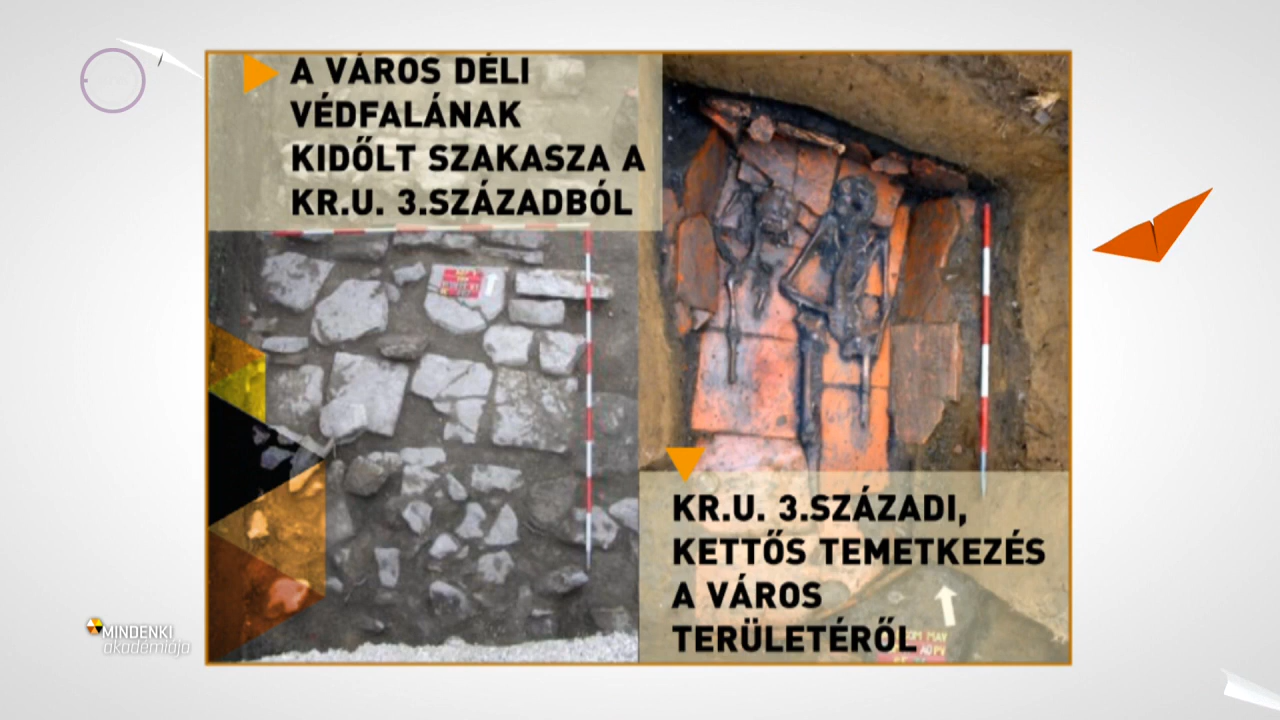 A VÁROS DÉLI
VÉDFALÁNAK
KIDŐLT SZAKASZA A
KR.U. 3.SZÁZADBÓL
KR.U. 3.SZÁZADI,
KETTŐS TEMETKEZÉS
A VÁROS
TERÜLETÉRŐL
MINDENKI
akadémiája